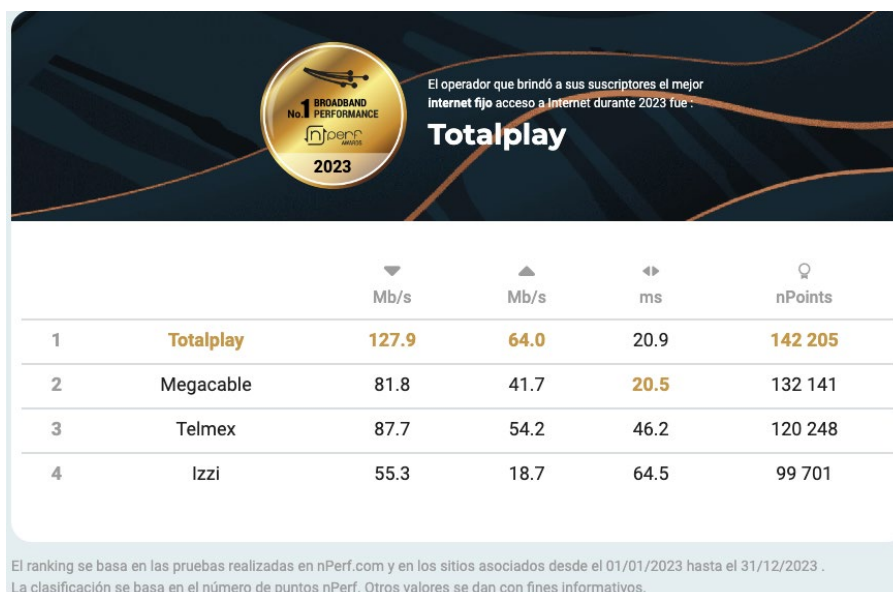 No.1 BROADBAND
PERFORMANCE
nperf
AWARDS
2023
El operador que brindó a sus suscriptores el mejor
internet fijo acceso a Internet durante 2023 fue :
Totalplay
Mb/s Mb/s ms nPoints
1 Totalplay 127.9 64.0 20.9 142 205
2 Megacable 81.8 41.7 20.5 132 141
3 Telmex 87.7 54.2 46.2 120 248
4 Izzi 55.3 18.7 64.5 99 701
El ranking se basa en las pruebas realizadas en nPerf.com y en los sitios asociados desde el 01/01/2023 hasta el 31/12/2023 .
La clasificación se basa en el número de puntos nPerf. Otros valores se dan con fines informativos.